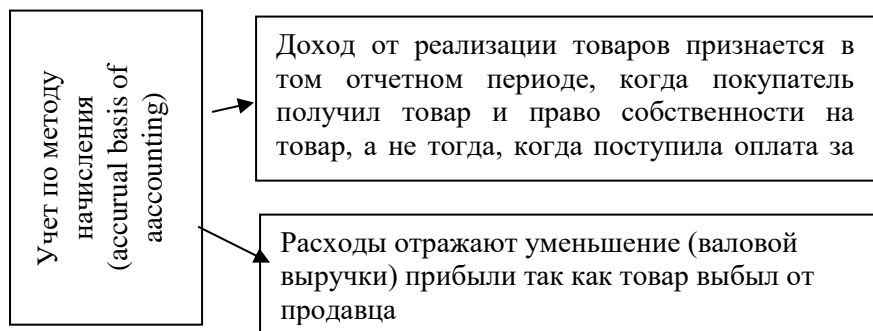 Учет по методу
начисления
(accurual basis of
aaccounting)
Доход от реализации товаров признается в
том отчетном периоде, когда покупатель
получил товар и право собственности на
товар, а не тогда, когда поступила оплата за
Расходы отражают уменьшение (валовой
выручки) прибыли так как товар выбыл от
продавца